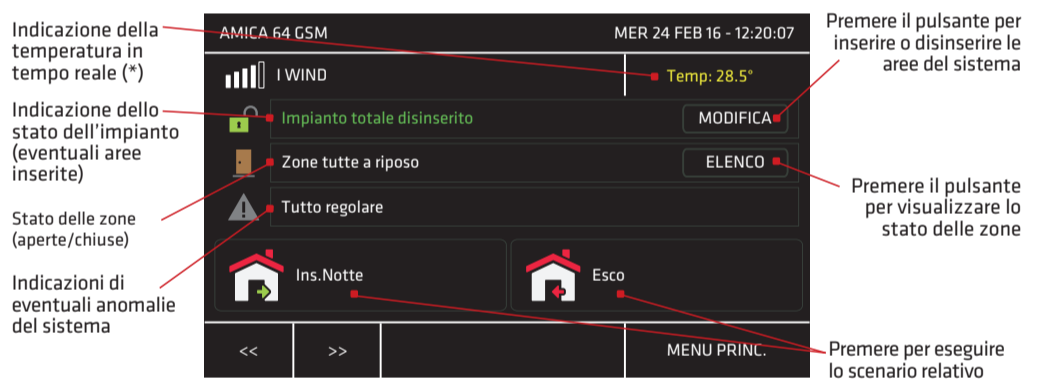 Indicazione della
temperatura in
tempo reale (*)
Indicazione dello
stato dell'impianto
(eventuali aree
inserite)
Stato delle zone
(aperte/chiuse)
Indicazioni di
eventuali anomalie
del sistema
AMICA 64 GSM
MER 24 FEB 16 - 12:20:07
I WIND
Temp: 28.5°
Impianto totale disinserito
MODIFICA
Zone tutte a riposo
ELENCO
Tutto regolare
Ins.Notte
Esco
<<
>>
MENU PRINC.
Premere il pulsante per
inserire o disinserire le
aree del sistema
Premere il pulsante
per visualizzare lo
stato delle zone
Premere per eseguire
lo scenario relativo